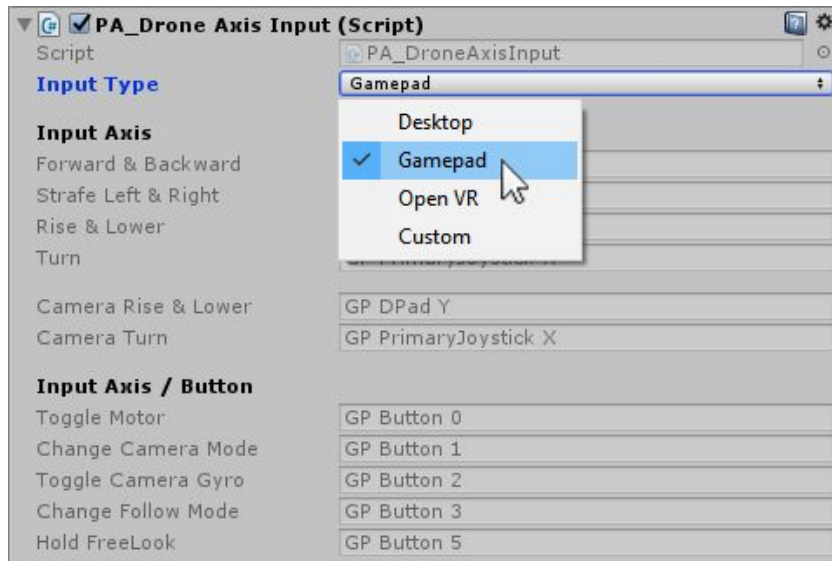 PA_Drone Axis Input (Script)
Script PA_DroneAxisInput
Input Type Gamepad
Desktop
Input Axis
Forward & Backward Gamepad
Strafe Left & Right Open VR
Rise & Lower Custom
Turn
Camera Rise & Lower GP DPad Y
Camera Turn GP PrimaryJoystick X
Input Axis / Button
Toggle Motor GP Button 0
Change Camera Mode GP Button 1
Toggle Camera Gyro GP Button 2
Change Follow Mode GP Button 3
Hold FreeLook GP Button 5